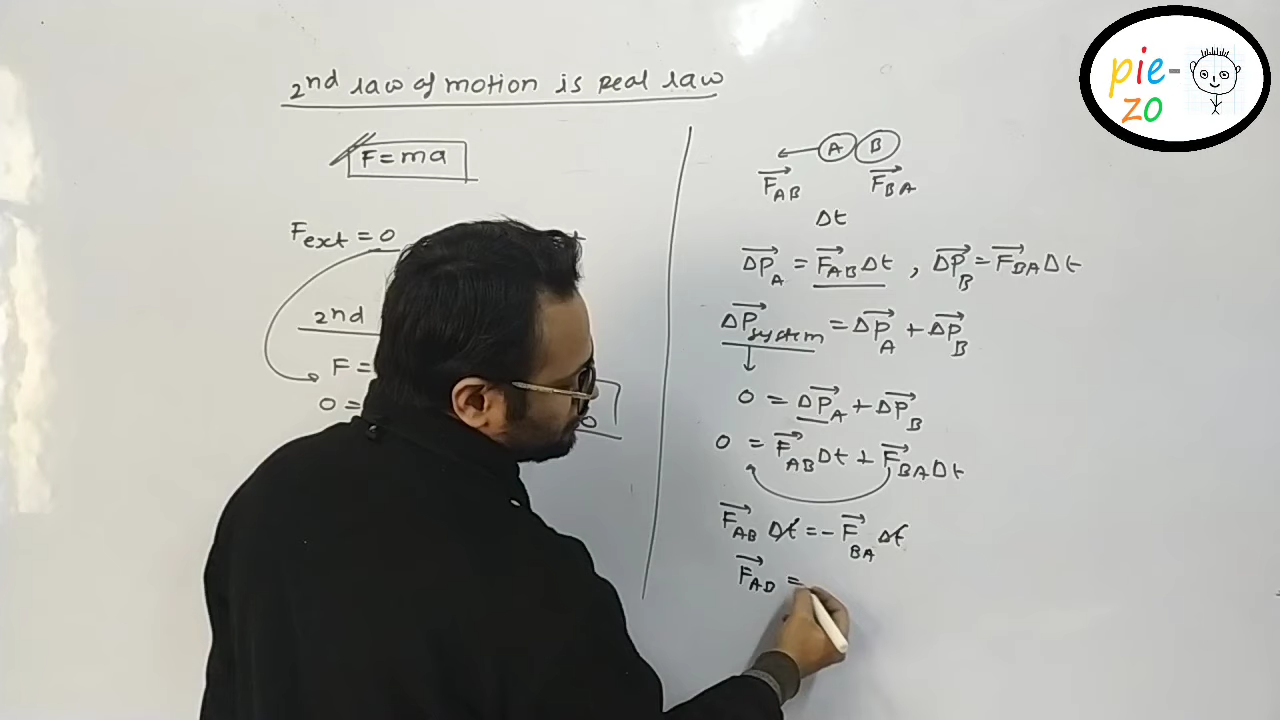 2nd law of motion is real law
F = ma
F ext = 0
2nd
F =
0 =
0
A B
F AB F BA
Δt
ΔP A = F AB Δt , ΔP B = F BA Δt
ΔP system = ΔP A + ΔP B
0 = ΔP A + ΔP B
0 = F AB Δt + F BA Δt
F AB Δt = - F BA Δt
F AB =
pie-
zo